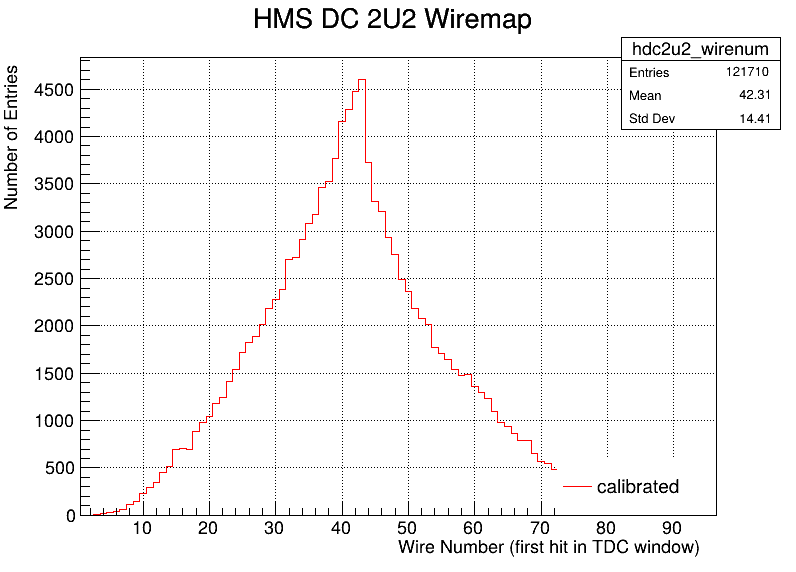 HMS DC 2U2 Wiremap
hdc2u2_wirenum
Entries 121710
Mean 42.31
Std Dev 14.41
Number of Entries
4500
4000
3500
3000
2500
2000
1500
1000
500
0
10 20 30 40 50 60 70 80 90
calibrated
Wire Number (first hit in TDC window)